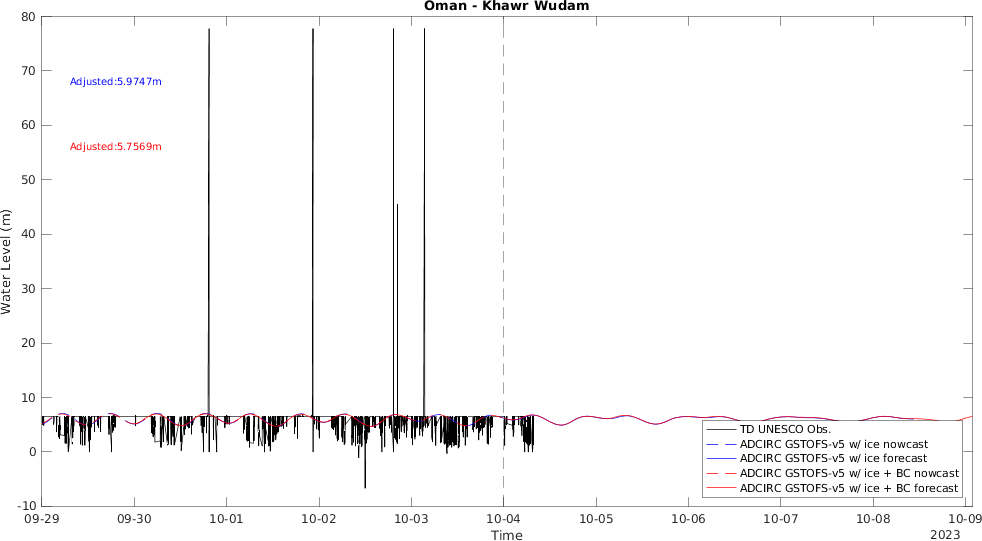 Oman - Khawr Wudam
80
70
60
50
40
30
20
10
0
-10
Water Level (m)
Adjusted:5.9747m
Adjusted:5.7569m
TD UNESCO Obs.
ADCIRC GSTOFS-v5 w/ ice nowcast
ADCIRC GSTOFS-v5 w/ ice forecast
ADCIRC GSTOFS-v5 w/ ice + BC nowcast
ADCIRC GSTOFS-v5 w/ ice + BC forecast
09-29 09-30 10-01 10-02 10-03 10-04 10-05 10-06 10-07 10-08 10-09
Time
2023